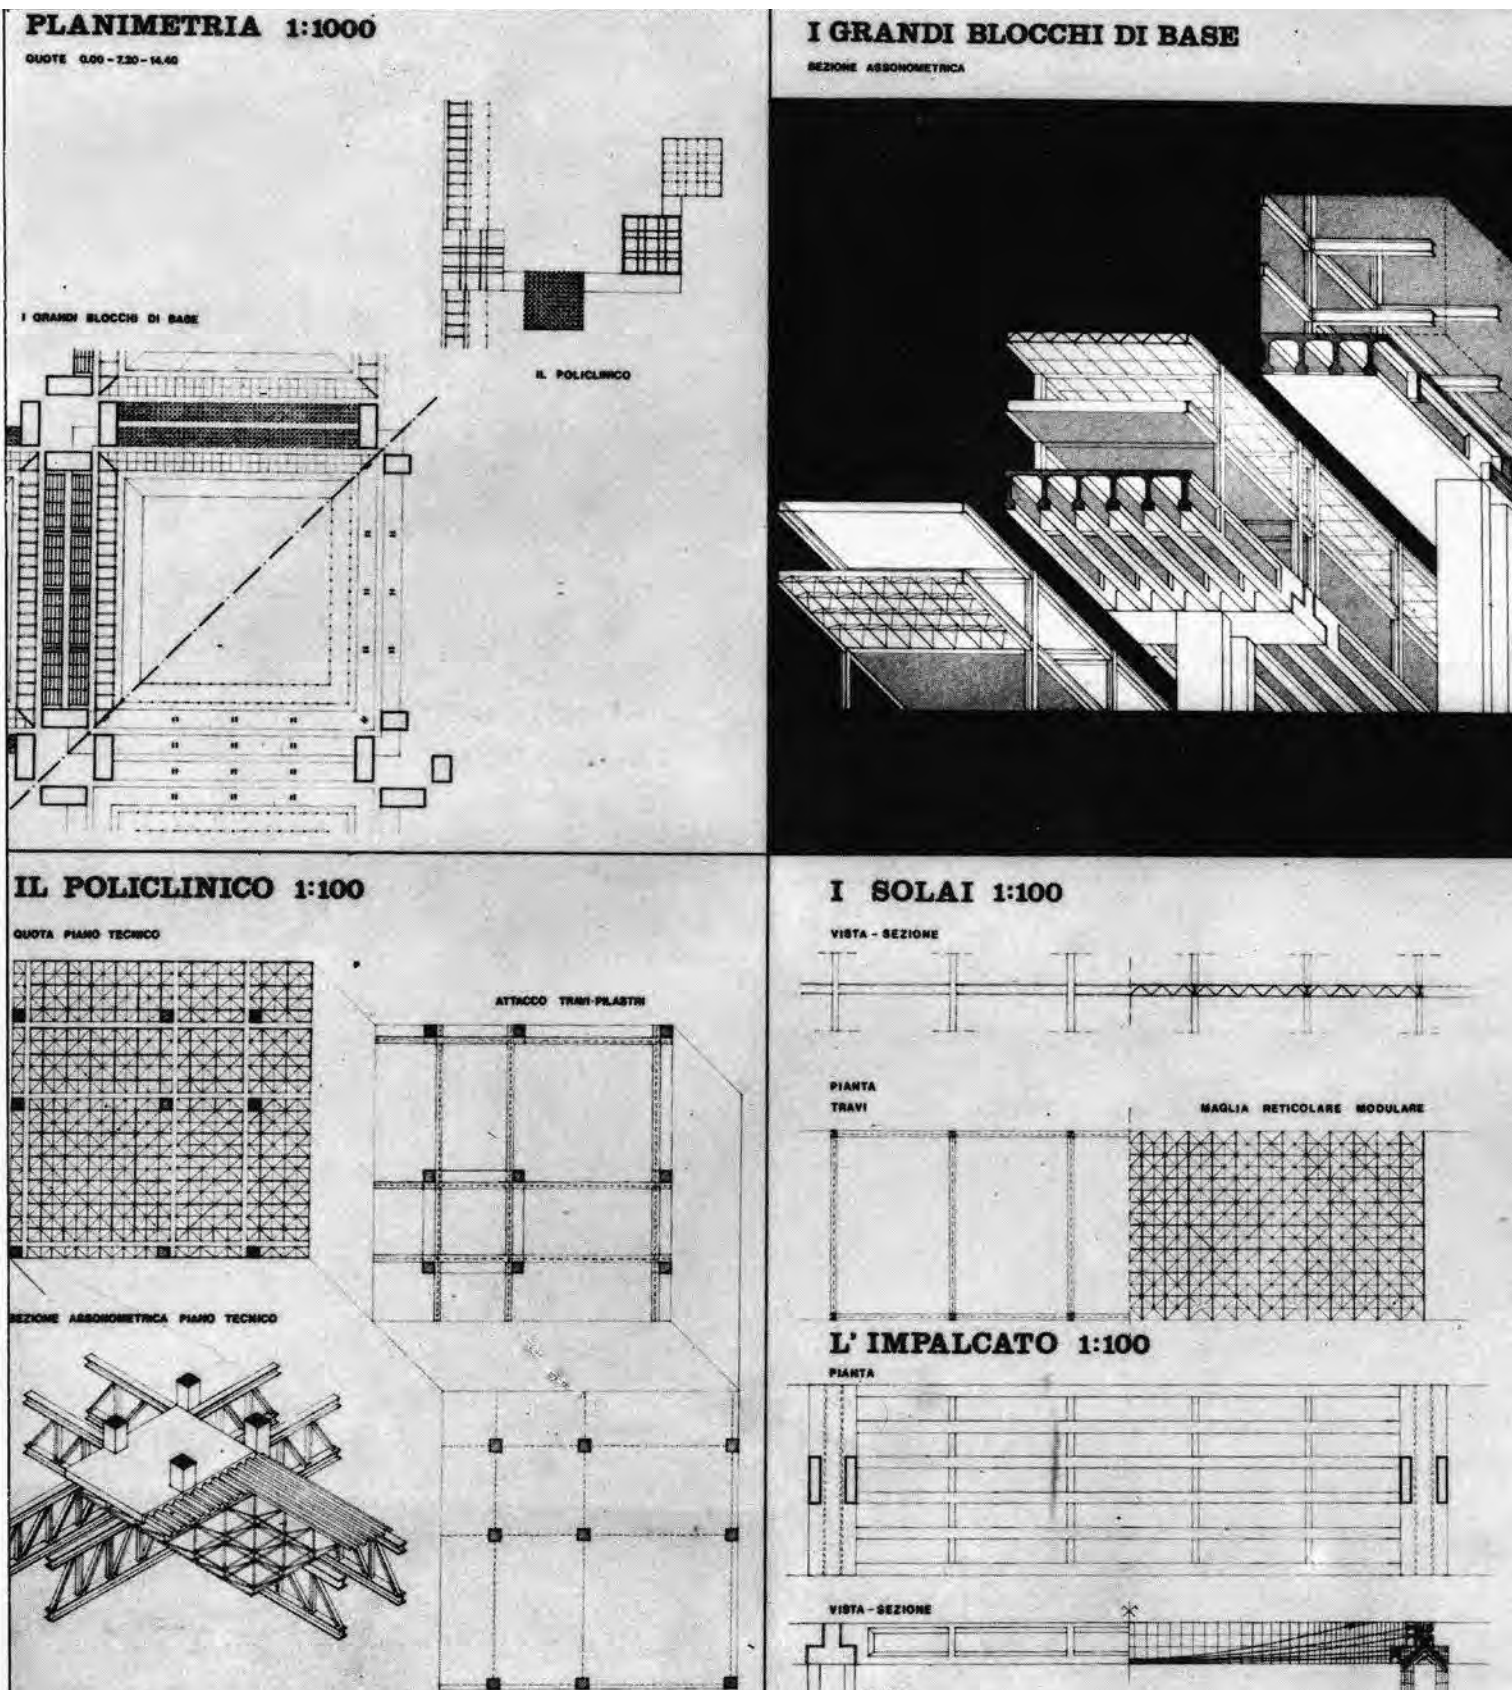 PLANIMETRIA 1:1000
QUOTE 0.00 - 7.20 - 14.40
I GRANDI BLOCCHI DI BASE
IL POLICLINICO
I GRANDI BLOCCHI DI BASE
SEZIONE ASSONOMETRICA
IL POLICLINICO 1:100
QUOTA PIANO TECNICO
ATTACCO TRAVI-PILASTRI
SEZIONE ASSONOMETRICA PIANO TECNICO
I SOLAI 1:100
VISTA - SEZIONE
PIANTA
TRAVI
MAGLIA RETICOLARE MODULARE
L' IMPALCATO 1:100
PIANTA
VISTA - SEZIONE